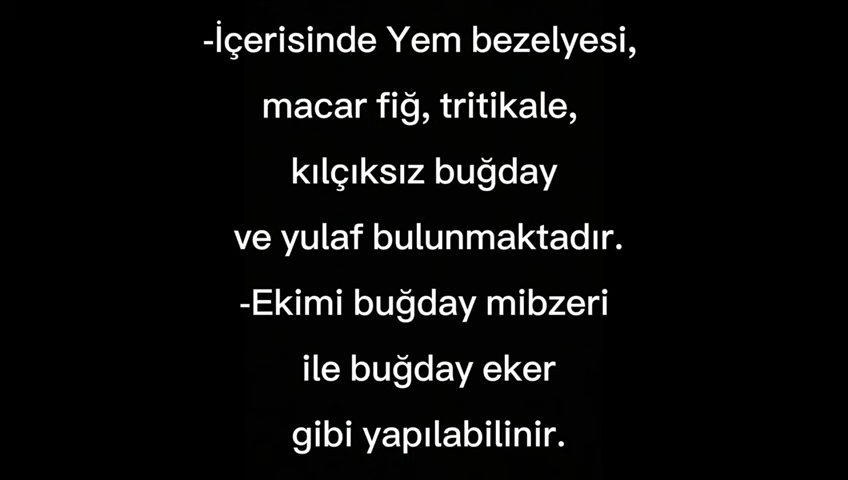 -İçerisinde Yem bezelyesi,
macar fiğ, tritikale,
kılçıksız buğday
ve yulaf bulunmaktadır.
-Ekimi buğday mibzeri
ile buğday eker
gibi yapılabilinir.